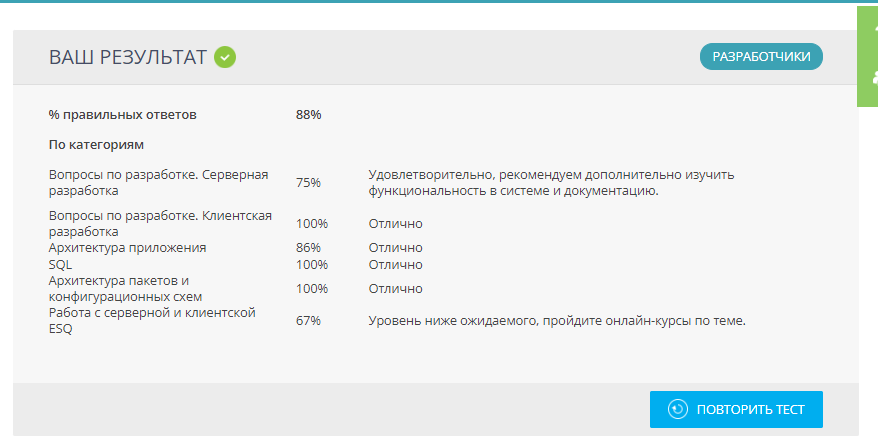 ВАШ РЕЗУЛЬТАТ
РАЗРАБОТЧИКИ
% правильных ответов 88%
По категориям
Вопросы по разработке. Серверная разработка 75% Удовлетворительно, рекомендуем дополнительно изучить функциональность в системе и документацию.
Вопросы по разработке. Клиентская разработка 100% Отлично
Архитектура приложения 86% Отлично
SQL 100% Отлично
Архитектура пакетов и конфигурационных схем 100% Отлично
Работа с серверной и клиентской ESQ 67% Уровень ниже ожидаемого, пройдите онлайн-курсы по теме.
ПОВТОРИТЬ ТЕСТ